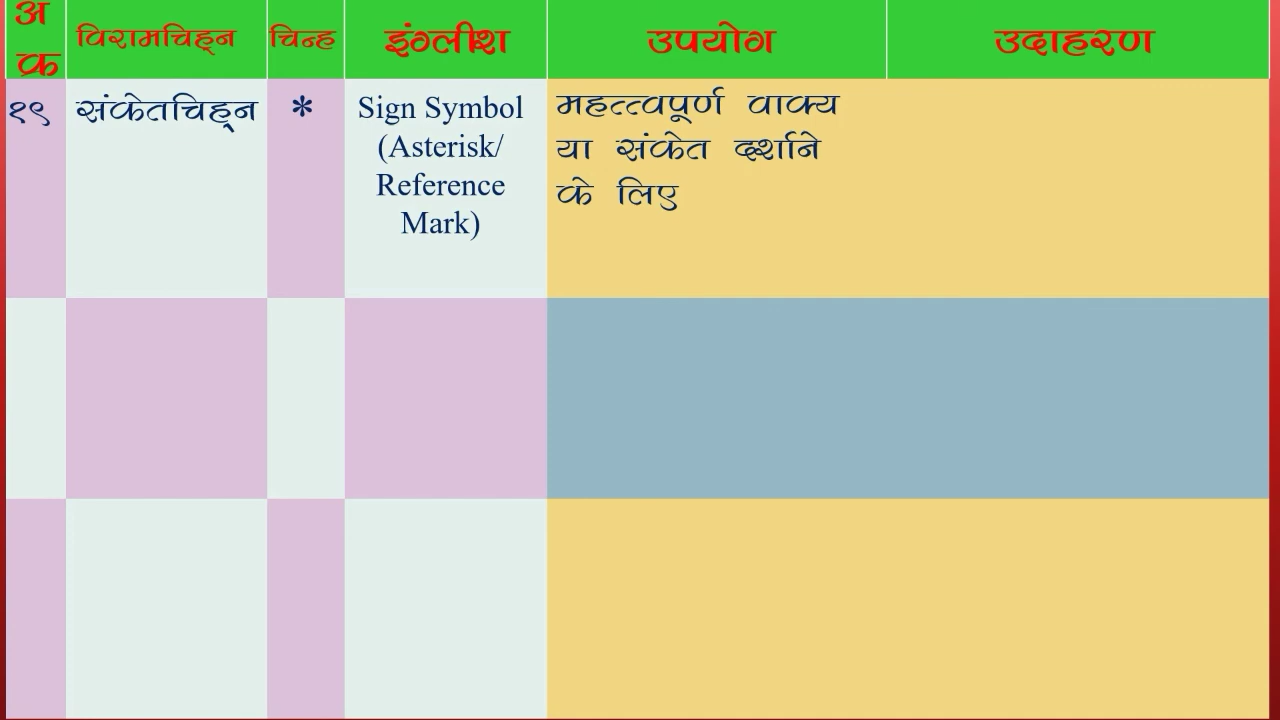 अ
क्र
विरामचिह्न
चिन्ह
इंग्लीश
उपयोग
उदाहरण
१९
संकेतचिह्न
*
Sign Symbol
(Asterisk/
Reference
Mark)
महत्त्वपूर्ण वाक्य
या संकेत दर्शाने
के लिए